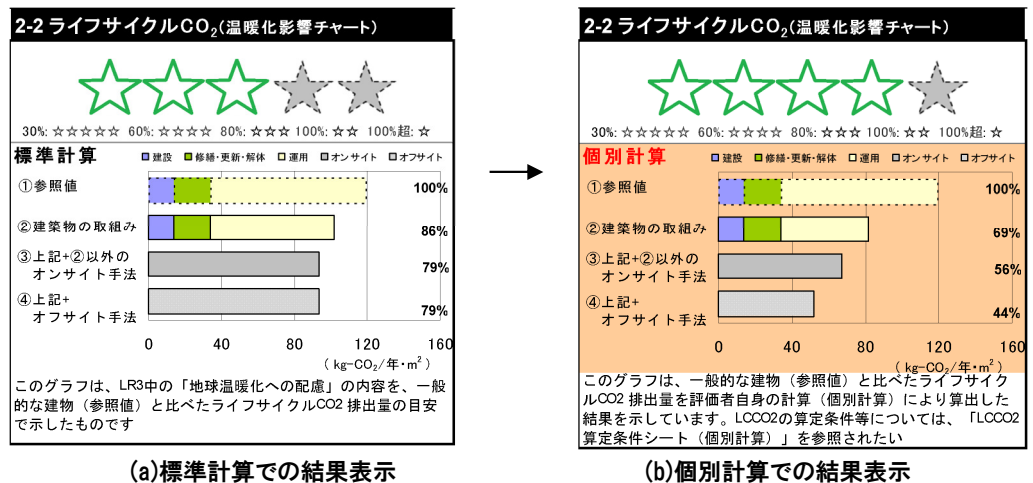 2-2 ライフサイクルCO2(温暖化影響チャート)
30%: ☆☆☆☆☆ 60%: ☆☆☆☆ 80%: ☆☆☆ 100%: ☆☆ 100%超: ☆
標準計算
建設 修繕・更新・解体 運用 オンサイト オフサイト
①参照値 100%
②建築物の取組み 86%
③上記+②以外の 79%
オンサイト手法
④上記+ 79%
オフサイト手法
0 40 80 120 160
( kg-CO2/年・m2 )
このグラフは、LR3中の「地球温暖化への配慮」の内容を、一般
的な建物（参照値）と比べたライフサイクルCO2 排出量の目安
で示したものです
(a)標準計算での結果表示
2-2 ライフサイクルCO2(温暖化影響チャート)
30%: ☆☆☆☆☆ 60%: ☆☆☆☆ 80%: ☆☆☆ 100%: ☆☆ 100%超: ☆
個別計算
建設 修繕・更新・解体 運用 オンサイト オフサイト
①参照値 100%
②建築物の取組み 69%
③上記+②以外の 56%
オンサイト手法
④上記+ 44%
オフサイト手法
0 40 80 120 160
( kg-CO2/年・m2 )
このグラフは、一般的な建物（参照値）と比べたライフサイク
ルCO2 排出量を評価者自身の計算（個別計算）により算出した
結果を示しています。LCCO2の算定条件等については、「LCCO2
算定条件シート（個別計算）」を参照されたい
(b)個別計算での結果表示